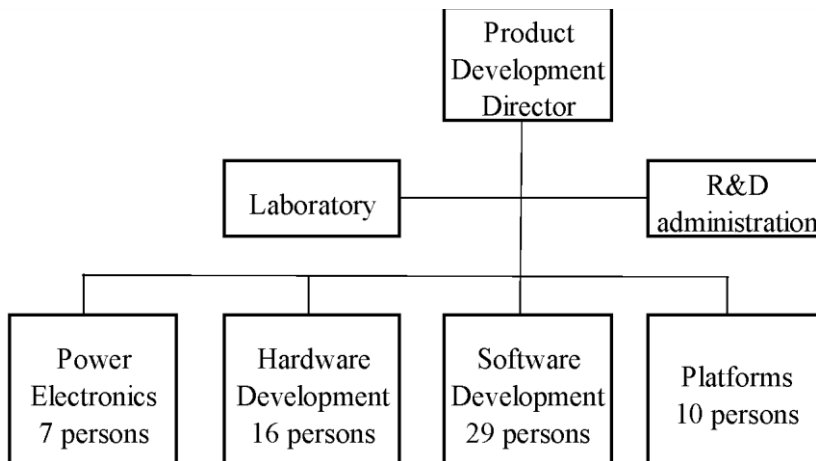 Product
Development
Director
Laboratory
R&D
administration
Power
Electronics
7 persons
Hardware
Development
16 persons
Software
Development
29 persons
Platforms
10 persons